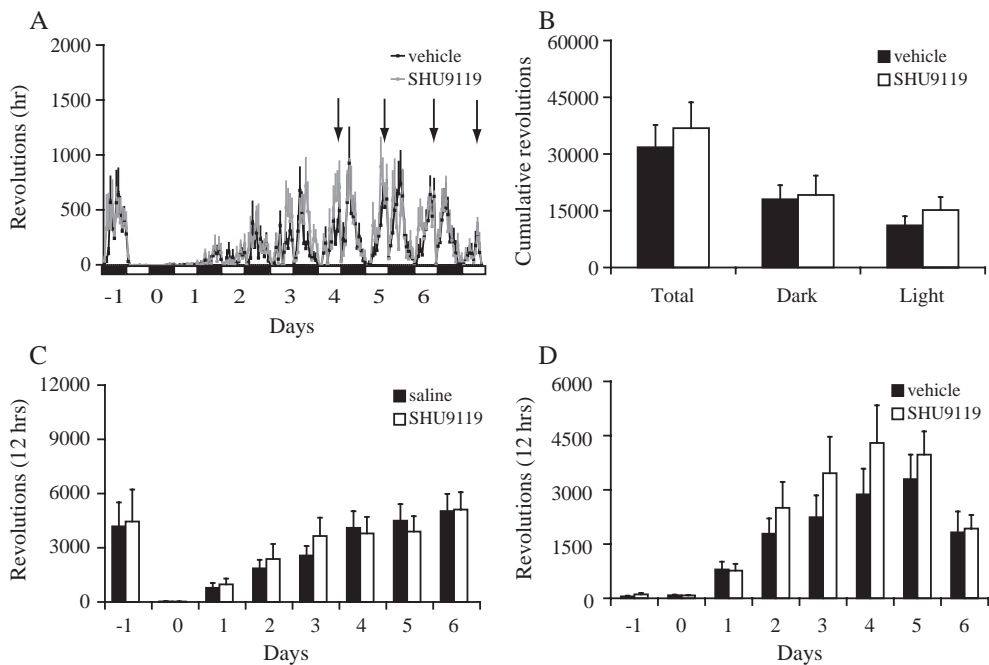 A
Revolutions (hr)
2000
1500
1000
500
0
vehicle
SHU9119
-1 0 1 2 3 4 5 6
Days
B
Cumulative revolutions
60000
45000
30000
15000
0
vehicle
SHU9119
Total Dark Light
C
Revolutions (12 hrs)
12000
9000
6000
3000
0
saline
SHU9119
-1 0 1 2 3 4 5 6
Days
D
Revolutions (12 hrs)
6000
4500
3000
1500
0
vehicle
SHU9119
-1 0 1 2 3 4 5 6
Days